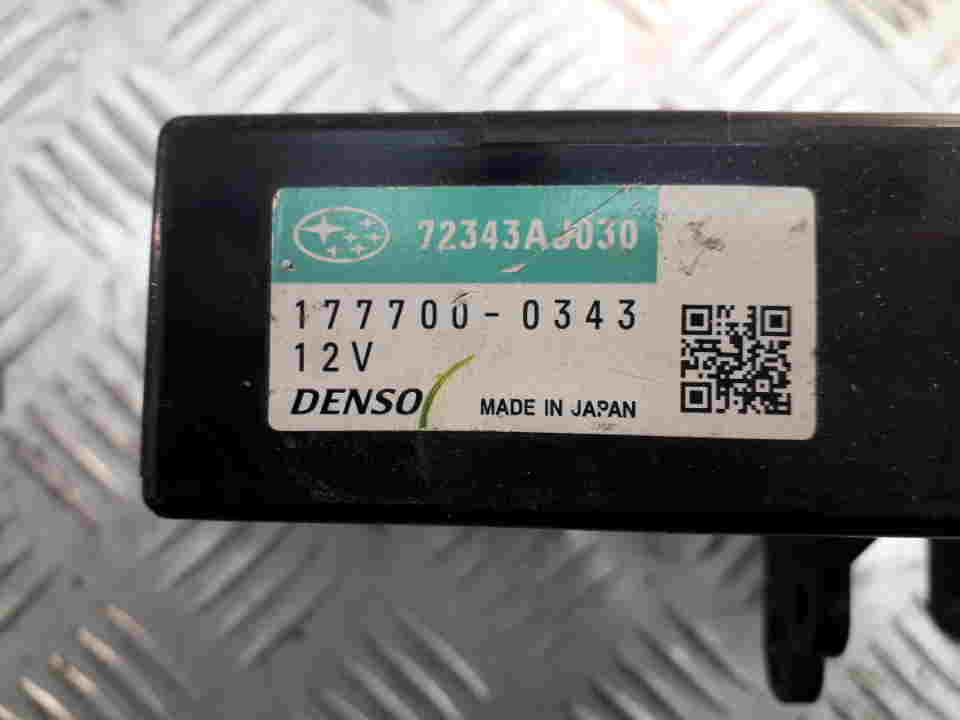 72343AJ030
177700-0343
12V
DENSO
MADE IN JAPAN